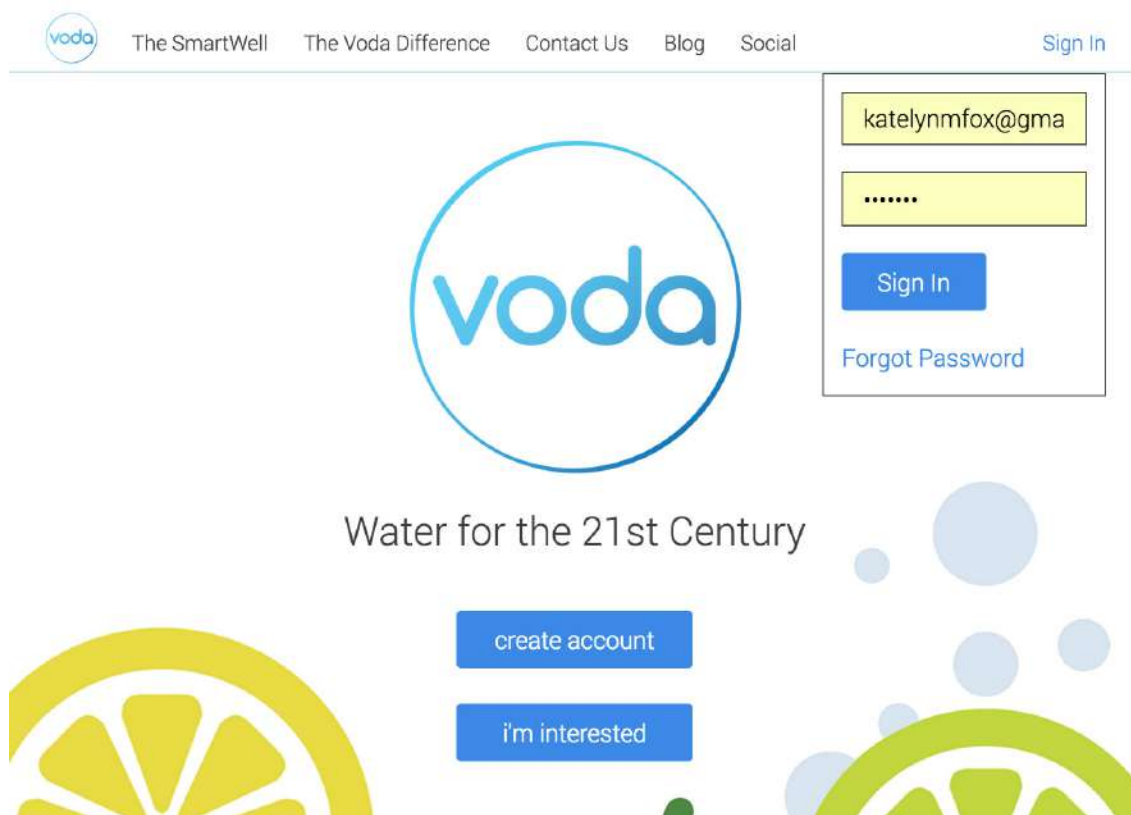 voda The SmartWell The Voda Difference Contact Us Blog Social Sign In
katelynmfox@gma
•••••••
Sign In
Forgot Password
voda
Water for the 21st Century
create account
i'm interested